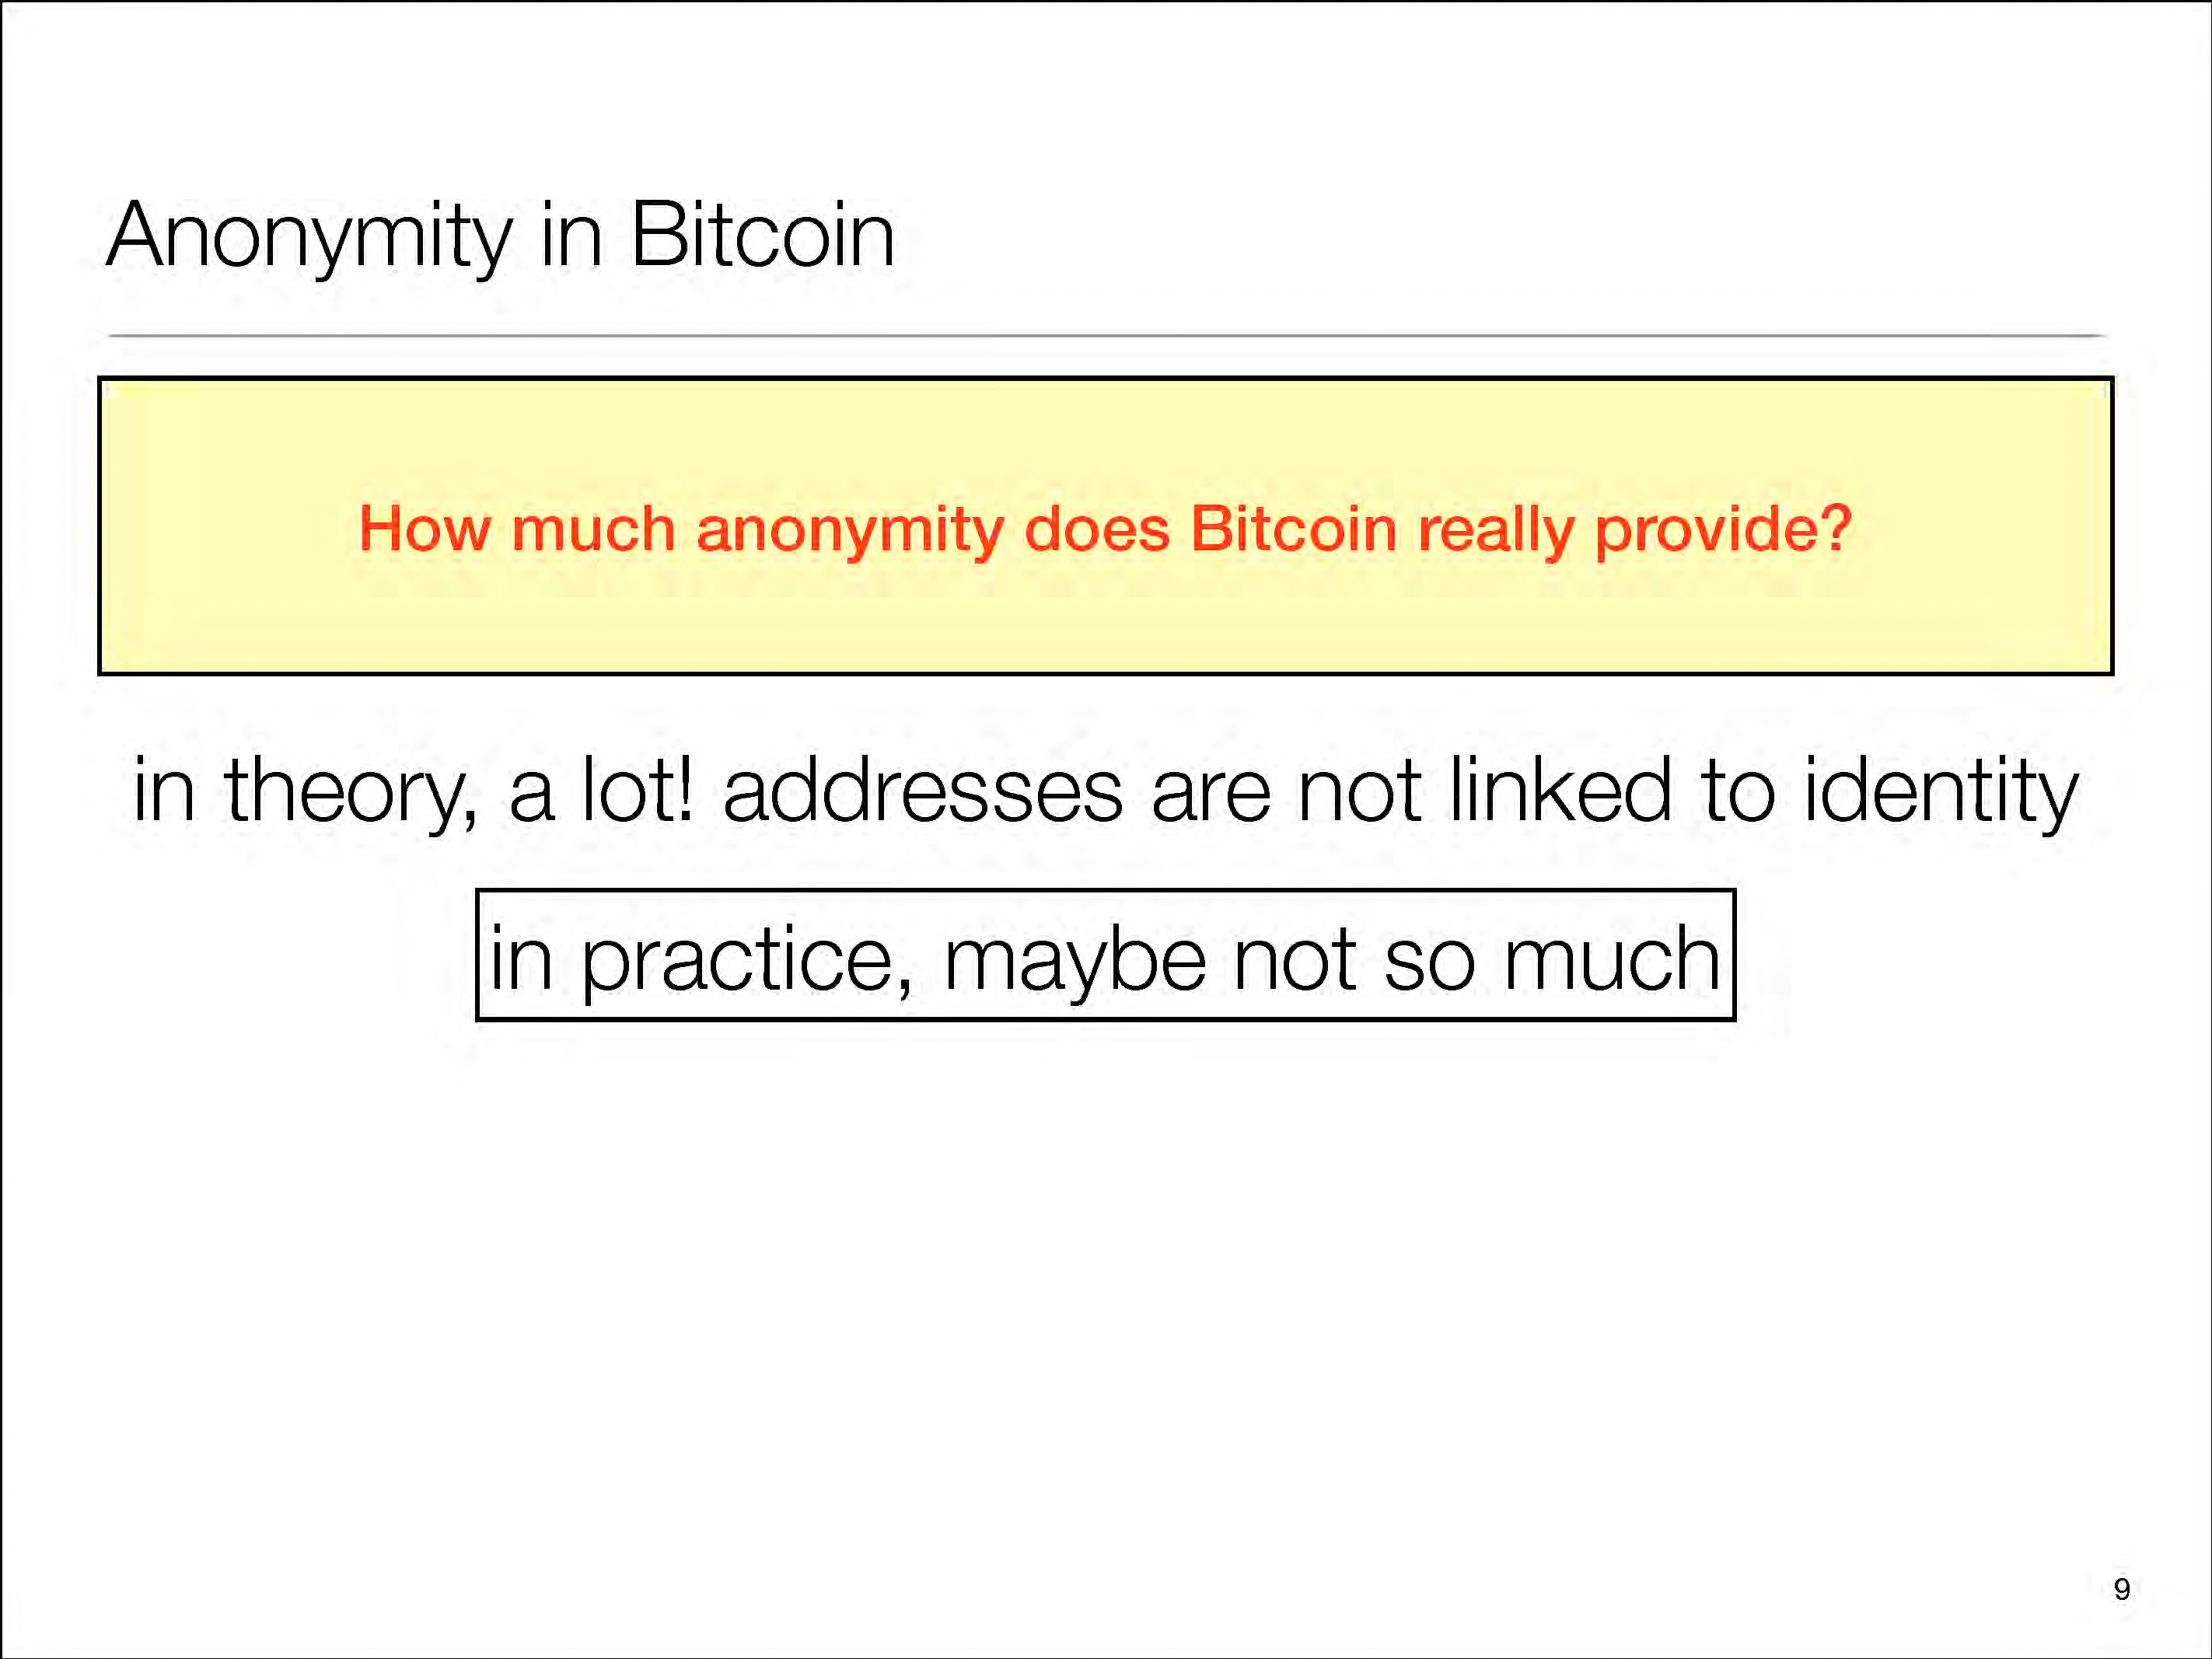 Anonymity in Bitcoin
How much anonymity does Bitcoin really provide?
in theory, a lot! addresses are not linked to identity
in practice, maybe not so much
9